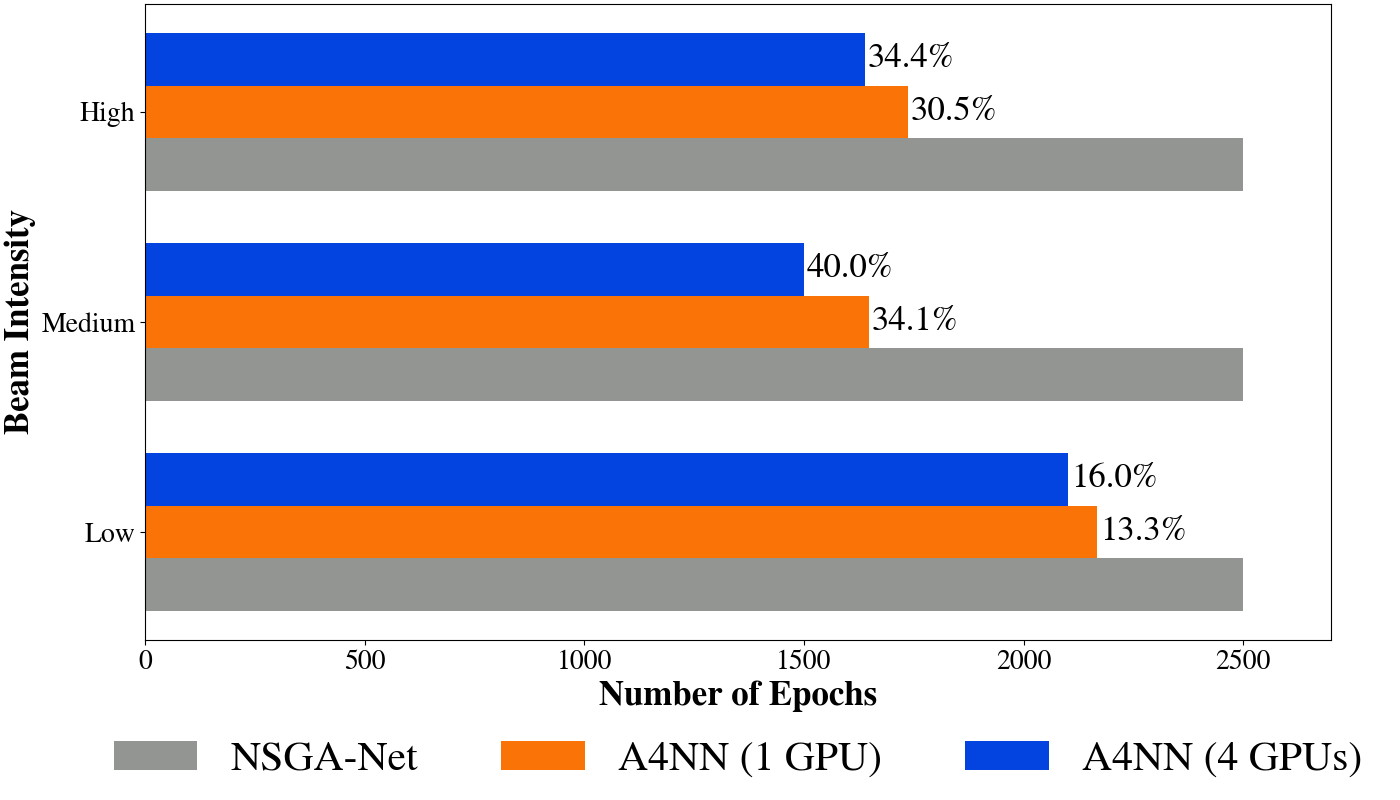 34.4%
High
30.5%
40.0%
Medium
34.1%
16.0%
Low
13.3%
Beam Intensity
0 500 1000 1500 2000 2500
Number of Epochs
NSGA-Net A4NN (1 GPU) A4NN (4 GPUs)